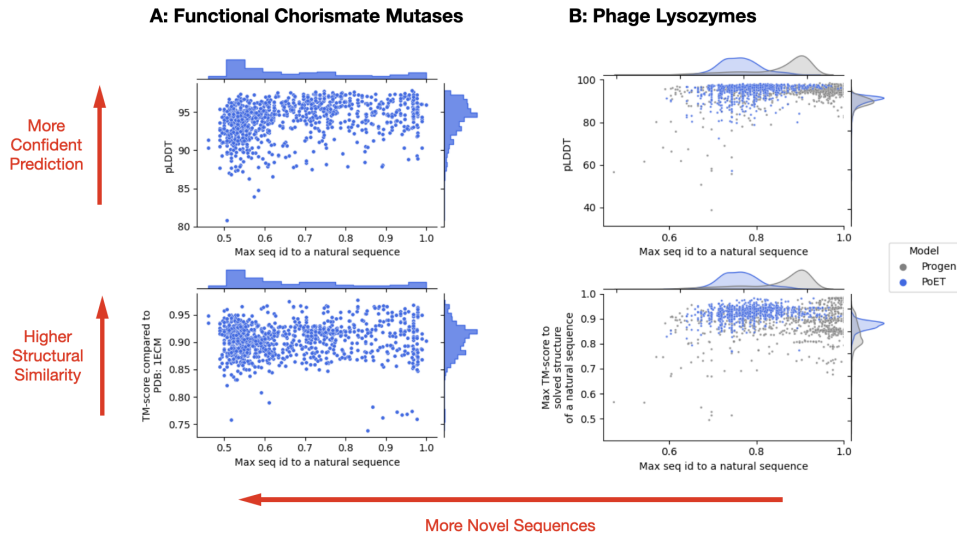 A: Functional Chorismate Mutases
B: Phage Lysozymes
More
Confident
Prediction
pLDDT
95
90
85
80
0.5
0.6
0.7
0.8
0.9
1.0
Max seq id to a natural sequence
pLDDT
100
80
60
40
0.6
0.8
1.0
Max seq id to a natural sequence
Model
Progen
PoET
Higher
Structural
Similarity
TM-score compared to
PDB: 1ECM
0.95
0.90
0.85
0.80
0.75
0.5
0.6
0.7
0.8
0.9
1.0
Max seq id to a natural sequence
Max TM-score to
solved structure
of a natural sequence
1.0
0.9
0.8
0.7
0.6
0.5
0.6
0.8
1.0
Max seq id to a natural sequence
More Novel Sequences